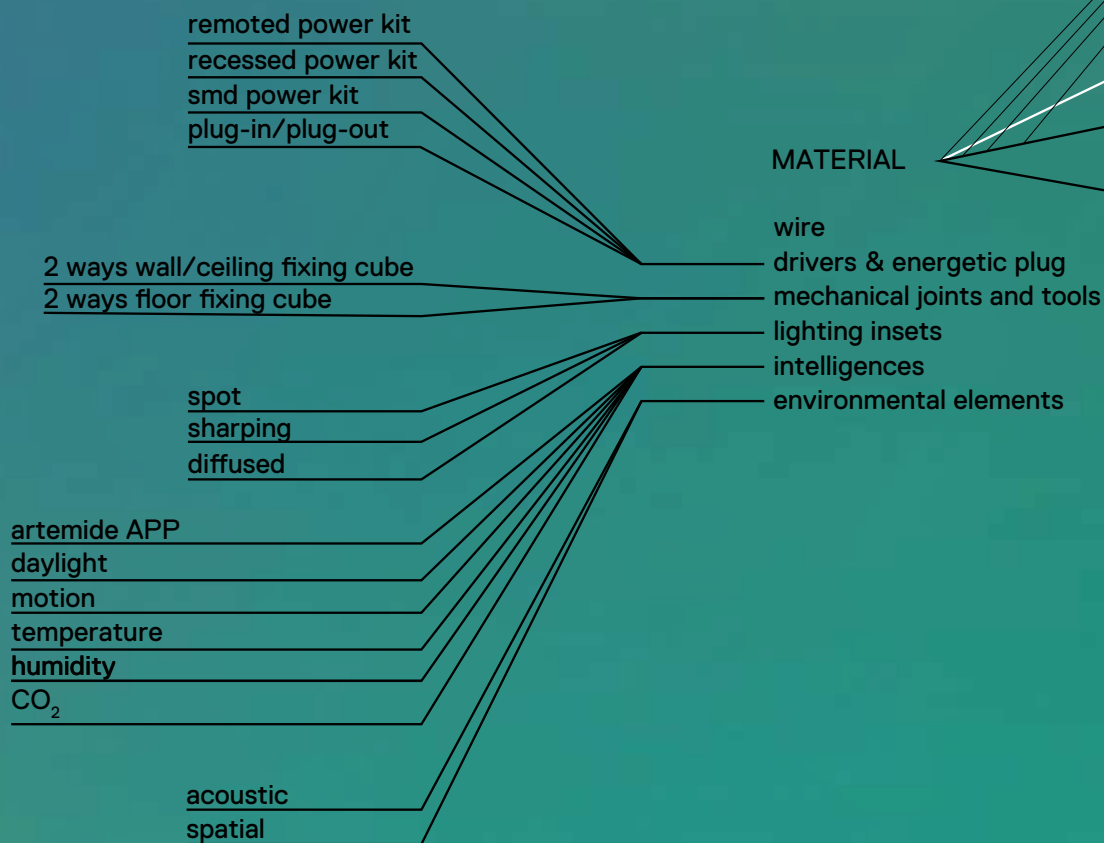 remoted power kit
recessed power kit
smd power kit
plug-in/plug-out
MATERIAL
wire
drivers & energetic plug
mechanical joints and tools
lighting insets
intelligences
environmental elements
2 ways wall/ceiling fixing cube
2 ways floor fixing cube
spot
sharping
diffused
artemide APP
daylight
motion
temperature
humidity
CO₂
acoustic
spatial